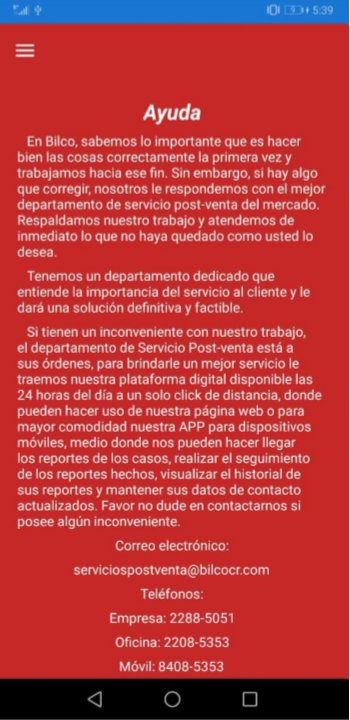 5:39
Ayuda
En Bilco, sabemos lo importante que es hacer
bien las cosas correctamente la primera vez y
trabajamos hacia ese fin. Sin embargo, si hay algo
que corregir, nosotros le respondemos con el mejor
departamento de servicio post-venta del mercado.
Respaldamos nuestro trabajo y atendemos de
inmediato lo que no haya quedado como usted lo
desea.
Tenemos un departamento dedicado que
entiende la importancia del servicio al cliente y le
dará una solución definitiva y factible.
Si tienen un inconveniente con nuestro trabajo,
el departamento de Servicio Post-venta está a
sus órdenes, para brindarle un mejor servicio le
traemos nuestra plataforma digital disponible las
24 horas del día a un solo click de distancia, donde
pueden hacer uso de nuestra página web o para
mayor comodidad nuestra APP para dispositivos
móviles, medio donde nos pueden hacer llegar
los reportes de los casos, realizar el seguimiento
de los reportes hechos, visualizar el historial de
sus reportes y mantener sus datos de contacto
actualizados. Favor no dude en contactarnos si
posee algún inconveniente.
Correo electrónico:
serviciospostventa@bilcocr.com
Teléfonos:
Empresa: 2288-5051
Oficina: 2208-5353
Móvil: 8408-5353